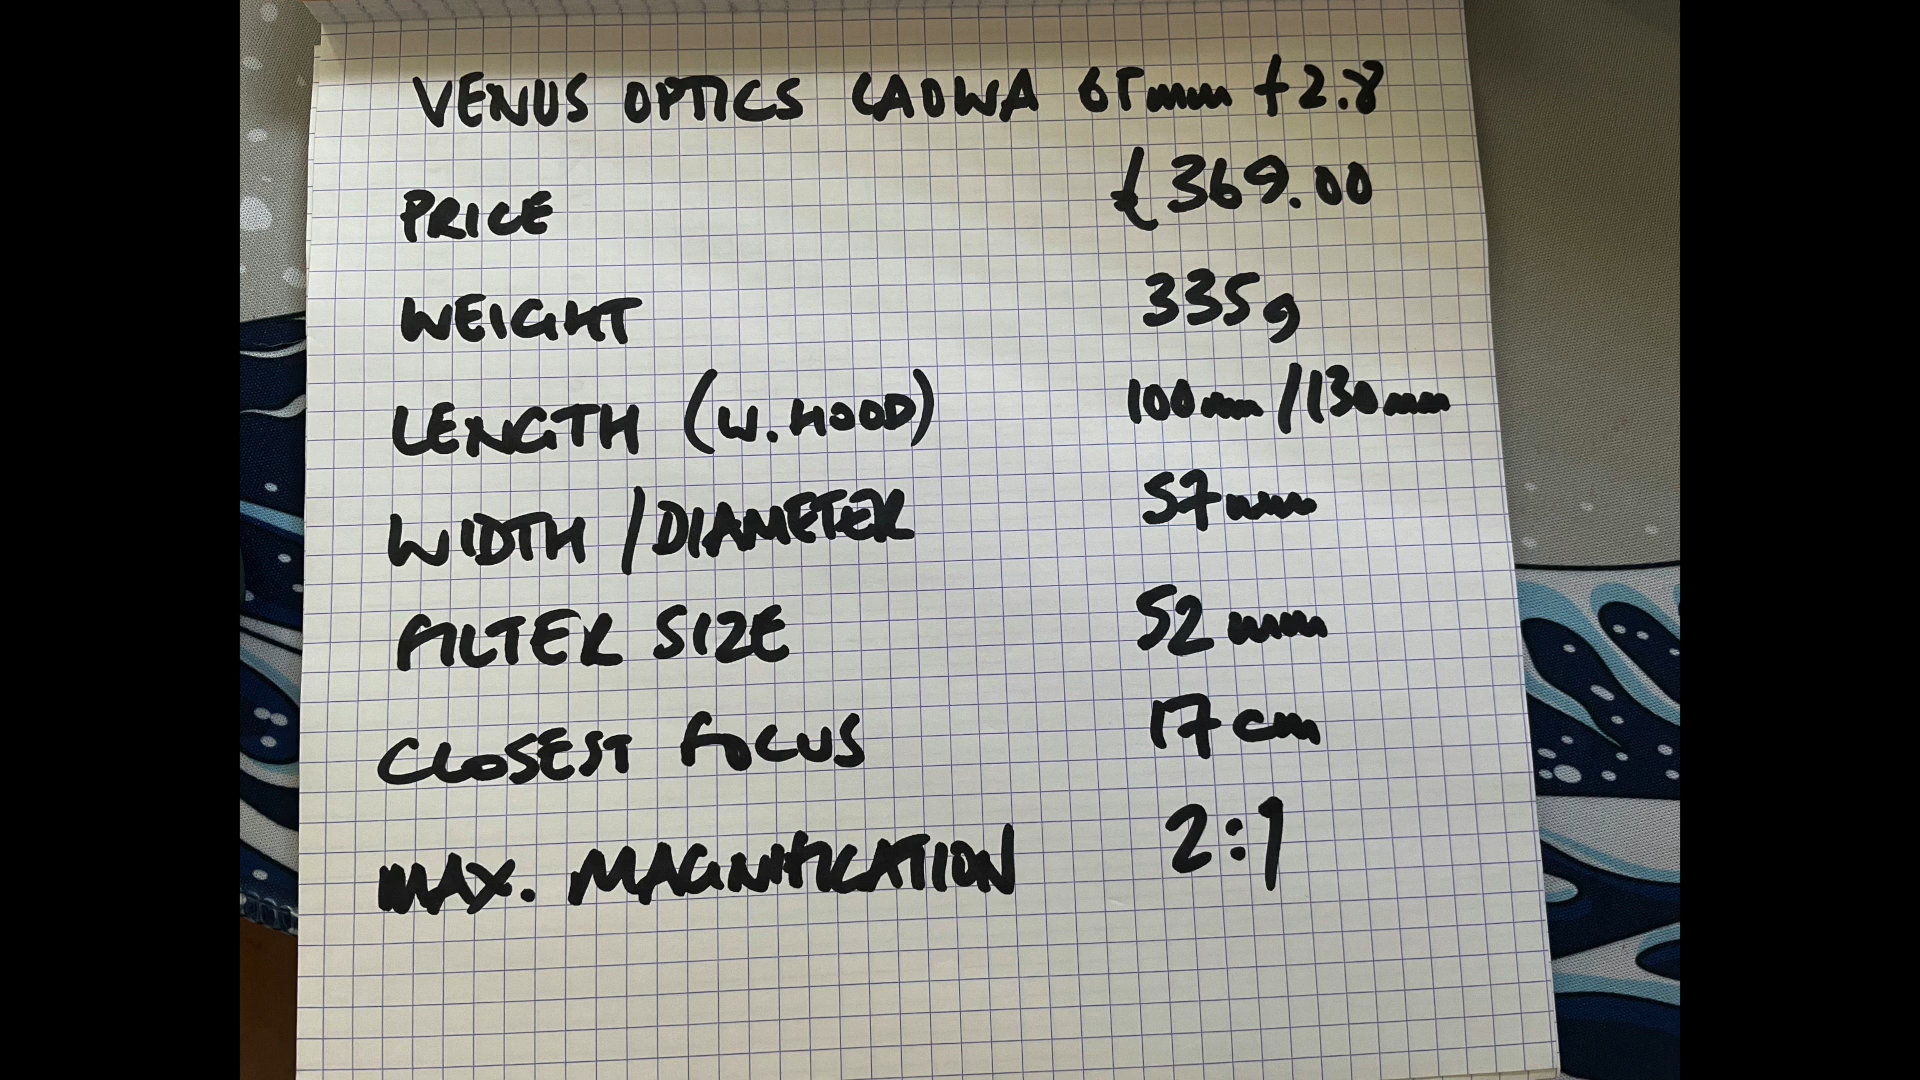 VENUS OPTICS LAOWA 65mm f2.8
PRICE £369.00
WEIGHT 335g
LENGTH (W. HOOD) 100mm/130mm
WIDTH/DIAMETER 57mm
FILTER SIZE 52mm
CLOSEST FOCUS 17cm
MAX. MAGNIFICATION 2:1